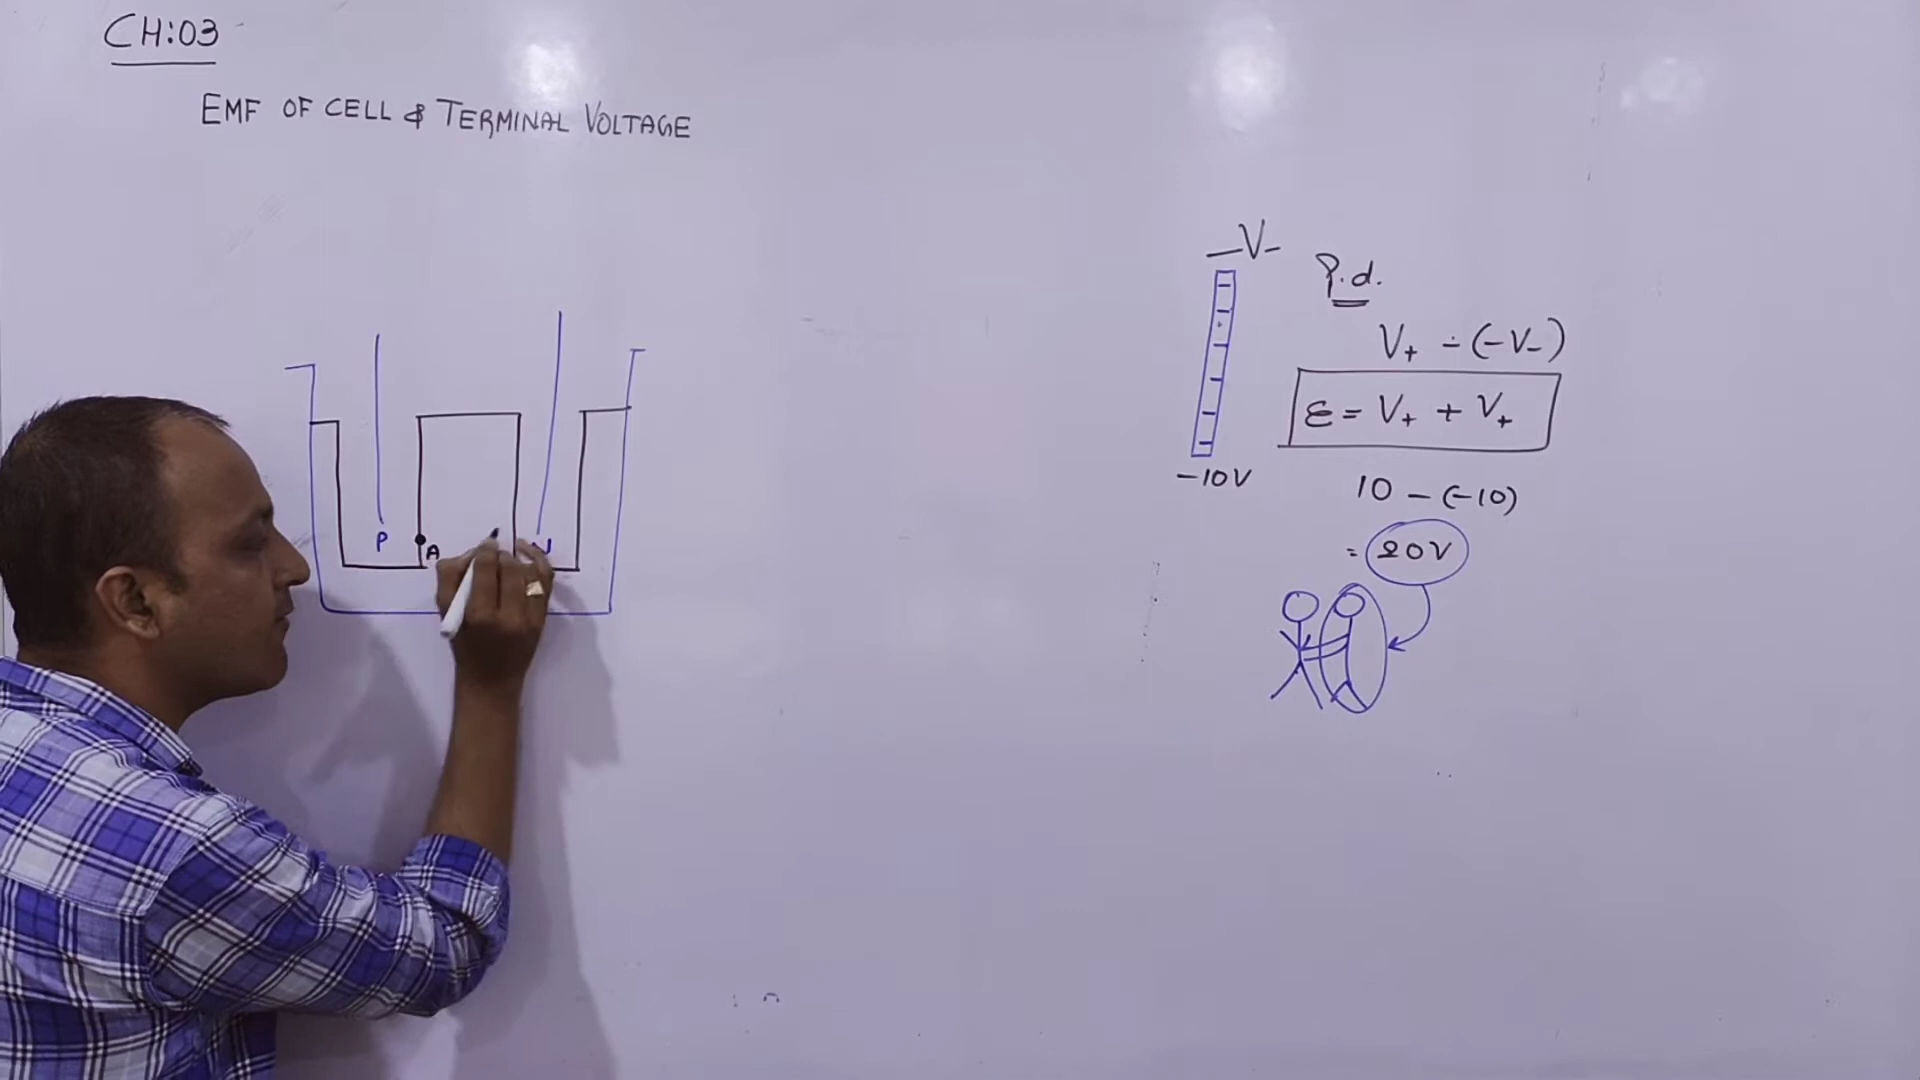 CH:03
EMF OF CELL & TERMINAL VOLTAGE
-V-
P.d.
V+ - (-V-)
ε = V+ + V+
-10V
10 - (-10)
= 20V
P
A
N